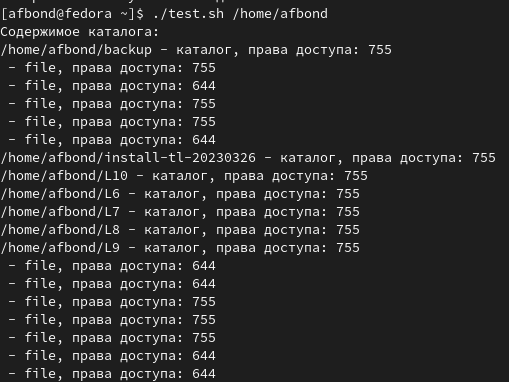 [afbond@fedora ~]$ ./test.sh /home/afbond
Содержимое каталога:
/home/afbond/backup - каталог, права доступа: 755
 - file, права доступа: 755
 - file, права доступа: 644
 - file, права доступа: 755
 - file, права доступа: 755
 - file, права доступа: 644
/home/afbond/install-tl-20230326 - каталог, права доступа: 755
/home/afbond/L10 - каталог, права доступа: 755
/home/afbond/L6 - каталог, права доступа: 755
/home/afbond/L7 - каталог, права доступа: 755
/home/afbond/L8 - каталог, права доступа: 755
/home/afbond/L9 - каталог, права доступа: 755
 - file, права доступа: 644
 - file, права доступа: 644
 - file, права доступа: 755
 - file, права доступа: 755
 - file, права доступа: 755
 - file, права доступа: 644
 - file, права доступа: 644